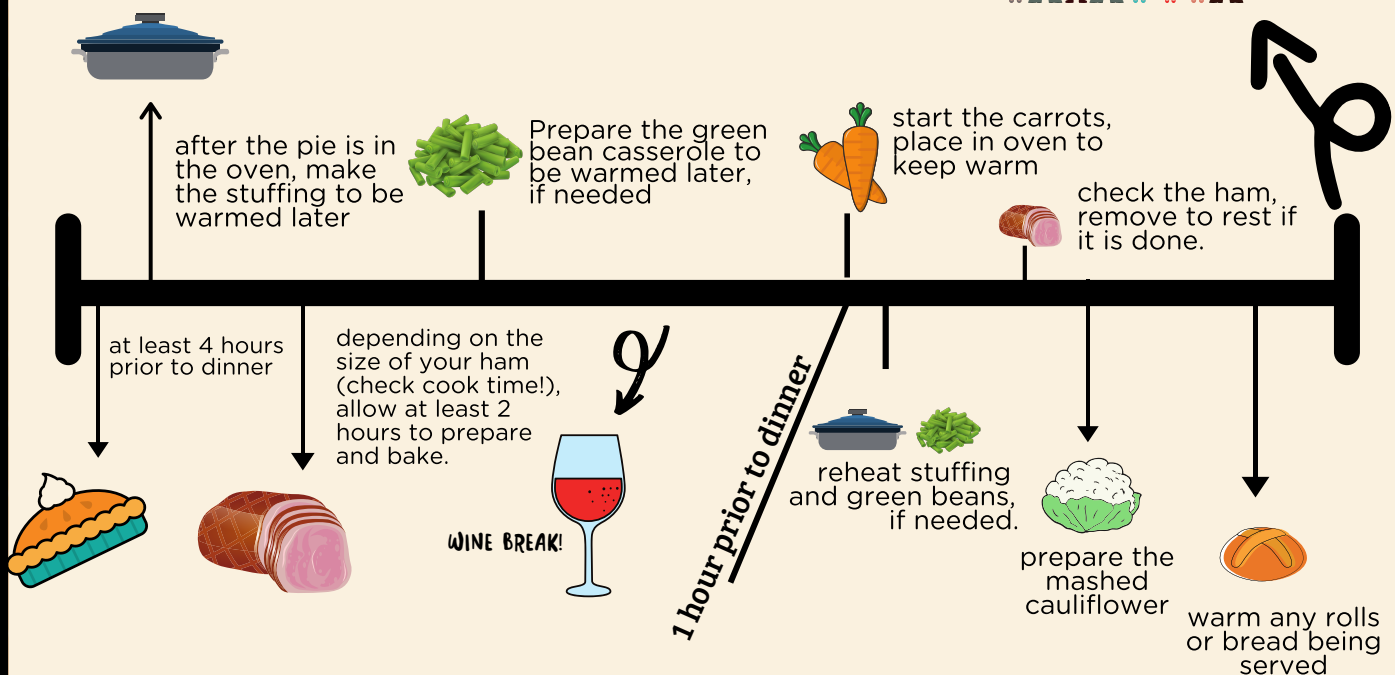 after the pie is in
the oven, make
the stuffing to be
warmed later
Prepare the green
bean casserole to
be warmed later,
if needed
start the carrots,
place in oven to
keep warm
check the ham,
remove to rest if
it is done.
at least 4 hours
prior to dinner
depending on the
size of your ham
(check cook time!),
allow at least 2
hours to prepare
and bake.
WINE BREAK!
1 hour prior to dinner
reheat stuffing
and green beans,
if needed.
prepare the
mashed
cauliflower
warm any rolls
or bread being
served